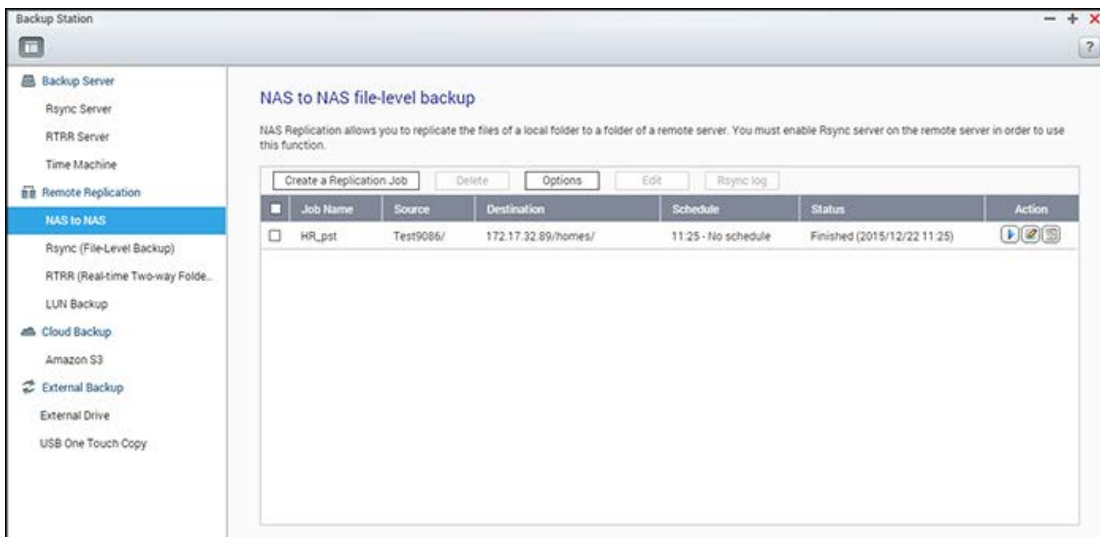 Backup Station
?
Backup Server
Rsync Server
RTRR Server
Time Machine
Remote Replication
NAS to NAS
Rsync (File-Level Backup)
RTRR (Real-time Two-way Folde..
LUN Backup
Cloud Backup
Amazon S3
External Backup
External Drive
USB One Touch Copy
NAS to NAS file-level backup
NAS Replication allows you to replicate the files of a local folder to a folder of a remote server. You must enable Rsync server on the remote server in order to use
this function.
Create a Replication Job Delete Options Edit Rsync log
Job Name Source Destination Schedule Status Action
HR_pst Test9086/ 172.17.32.89/homes/ 11:25 - No schedule Finished (2015/12/22 11:25)